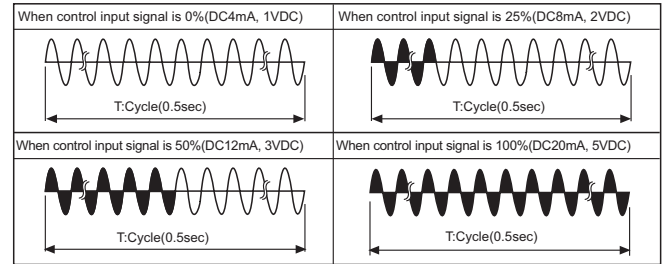 When control input signal is 0%(DC4mA, 1VDC)
When control input signal is 25%(DC8mA, 2VDC)
T:Cycle(0.5sec)
T:Cycle(0.5sec)
When control input signal is 50%(DC12mA, 3VDC)
When control input signal is 100%(DC20mA, 5VDC)
T:Cycle(0.5sec)
T:Cycle(0.5sec)